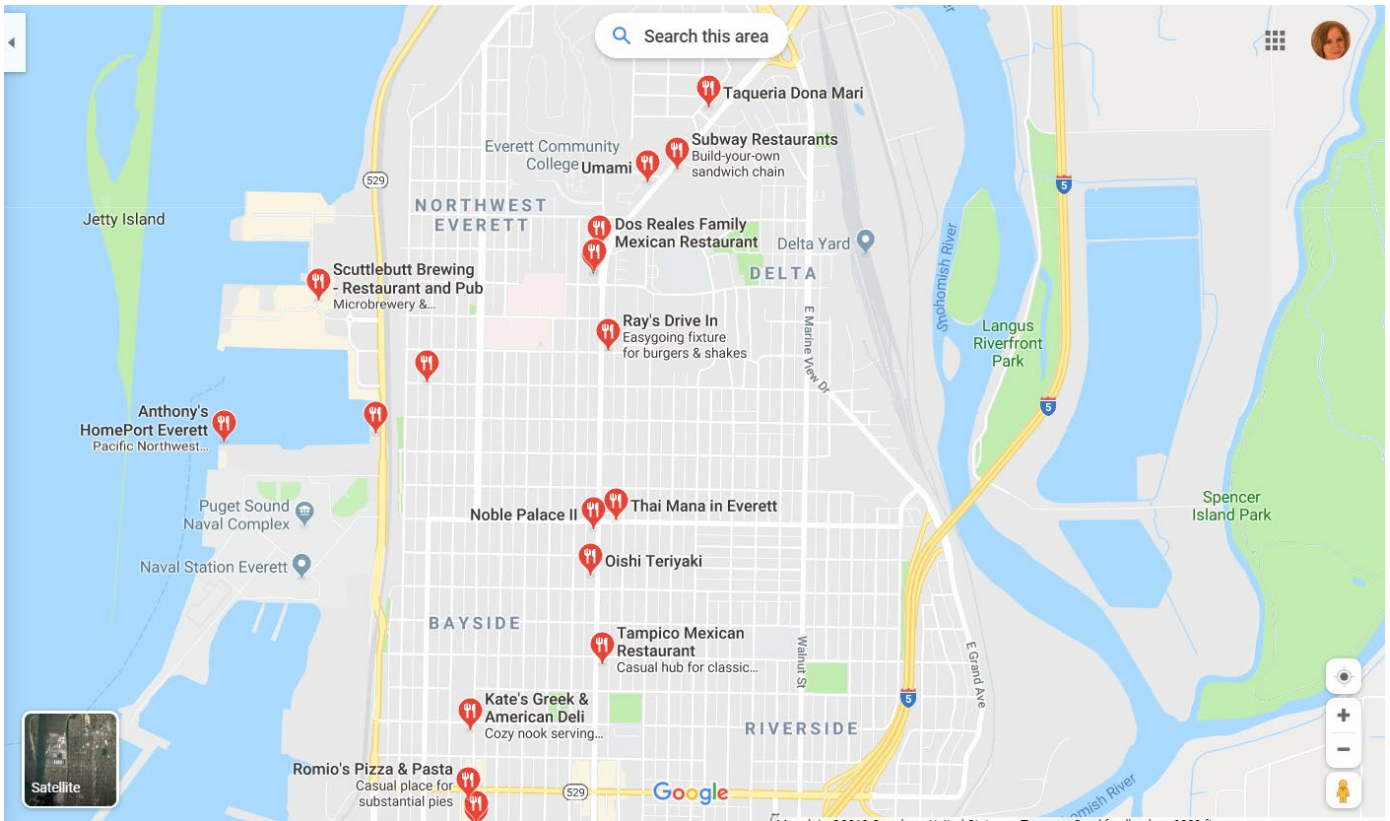 Search this area
Taqueria Dona Mari
Subway Restaurants
Build-your-own
sandwich chain
Everett Community
College
Umami
529
NORTHWEST
EVERETT
Jetty Island
5
Dos Reales Family
Mexican Restaurant
Delta Yard
DELTA
Snohomish River
Scuttlebutt Brewing
- Restaurant and Pub
Microbrewery &...
Ray's Drive In
Easygoing fixture
for burgers & shakes
E Marine View Dr
Langus
Riverfront
Park
5
Anthony's
HomePort Everett
Pacific Northwest...
Puget Sound
Naval Complex
Noble Palace II
Thai Mana in Everett
Spencer
Island Park
Naval Station Everett
Oishi Teriyaki
BAYSIDE
Tampico Mexican
Restaurant
Casual hub for classic...
Walnut St
E Grand Ave
Kate's Greek &
American Deli
Cozy nook serving...
5
RIVERSIDE
Romio's Pizza & Pasta
Casual place for
substantial pies
529
Google
Snohomish River
Satellite